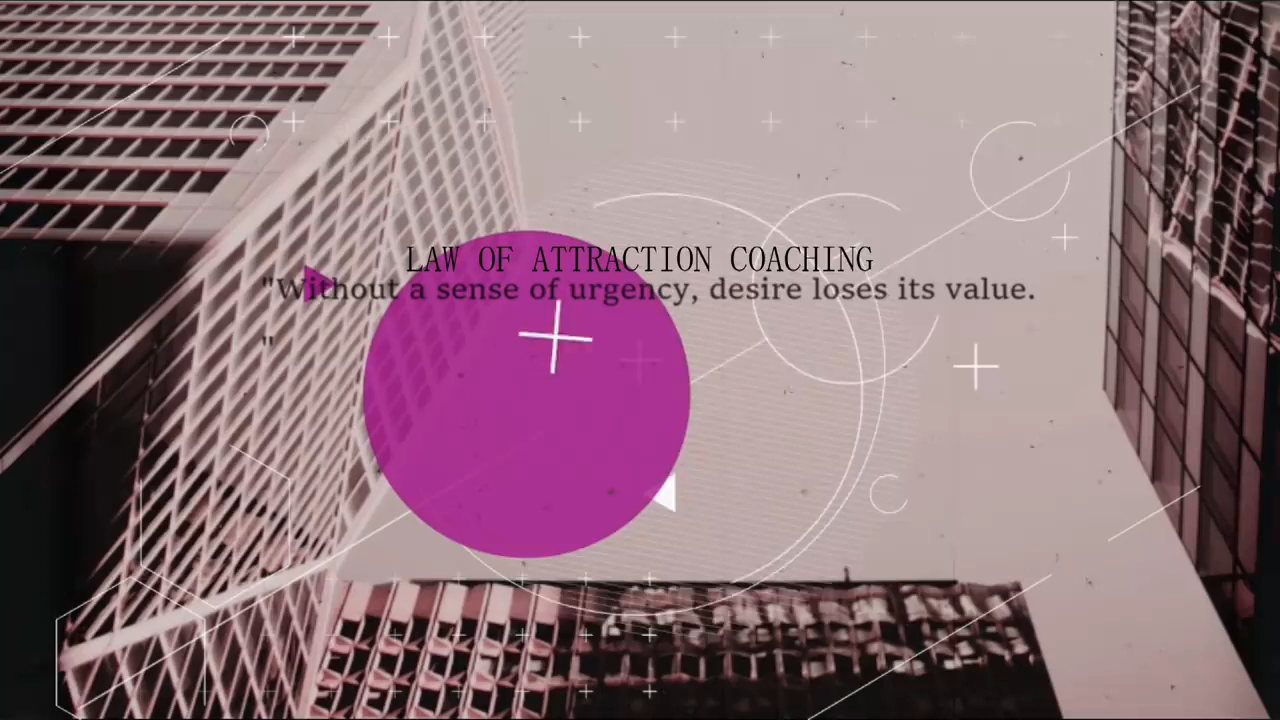 LAW OF ATTRACTION COACHING
"Without a sense of urgency, desire loses its value.
"